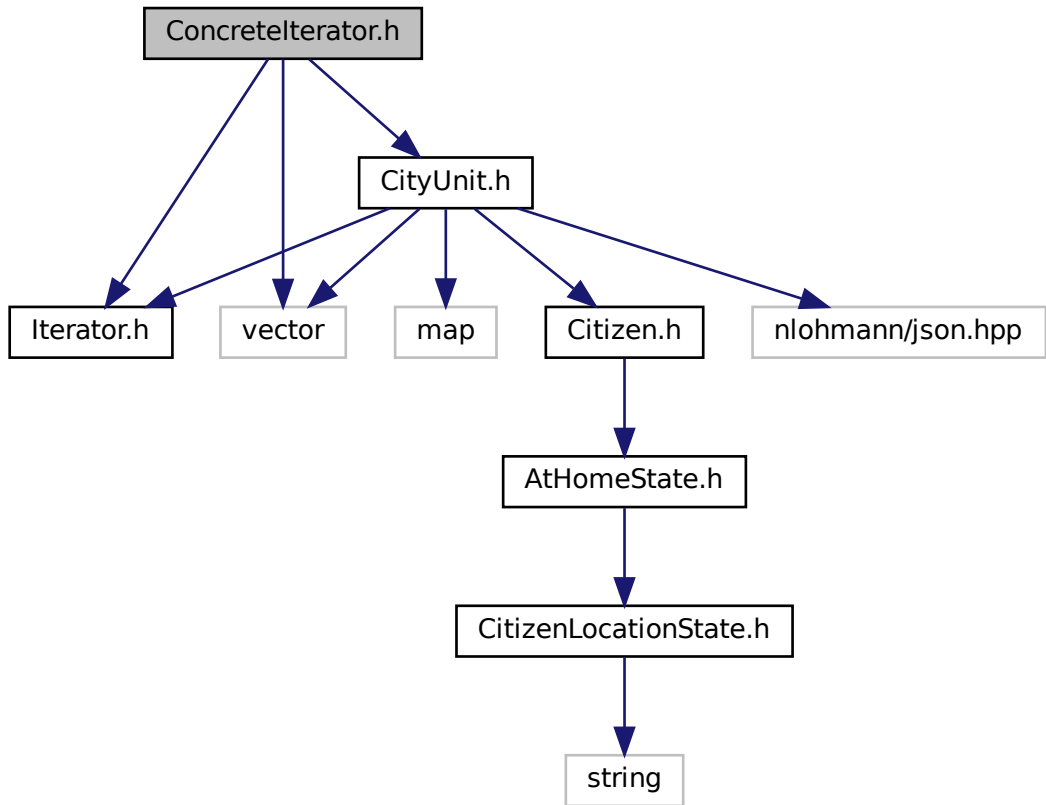 ConcreteIterator.h
CityUnit.h
Iterator.h
vector
map
Citizen.h
nlohmann/json.hpp
AtHomeState.h
CitizenLocationState.h
string